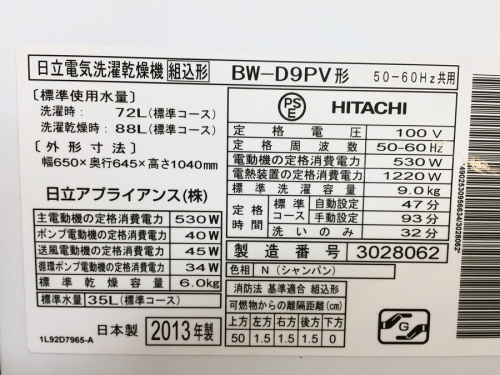 日立電気洗濯乾燥機 組込形 BW-D9PV形 50-60Hz共用
〔標準使用水量〕
洗濯時: 72L(標準コース)
洗濯乾燥時: 88L(標準コース)
〔外形寸法〕
幅650×奥行645×高さ1040mm
日立アプライアンス(株)
主電動機の定格消費電力 530W
ポンプ電動機の定格消費電力 40W
送風電動機の定格消費電力 45W
循環ポンプ電動機の定格消費電力 34W
標準乾燥容量 6.0kg
標準水量 35L(標準コース)
日本製 2013年製
1L92D7965-A
PS
E
HITACHI
定格電圧 100V
定格周波数 50-60Hz
電動機の定格消費電力 530W
電熱装置の定格消費電力 1220W
標準洗濯容量 9.0kg
定格時間 標準 自動設定 47分
標準 手動設定 93分
洗いのみ 32分
製造番号 3028062
色相 N(シャンパン)
消防法 基準適合 組込形
可燃物からの離隔距離(cm)
上方 左方 右方 後方 下方
50 1.5 1.5 1.5 0
G
*4902530956634/3028062*